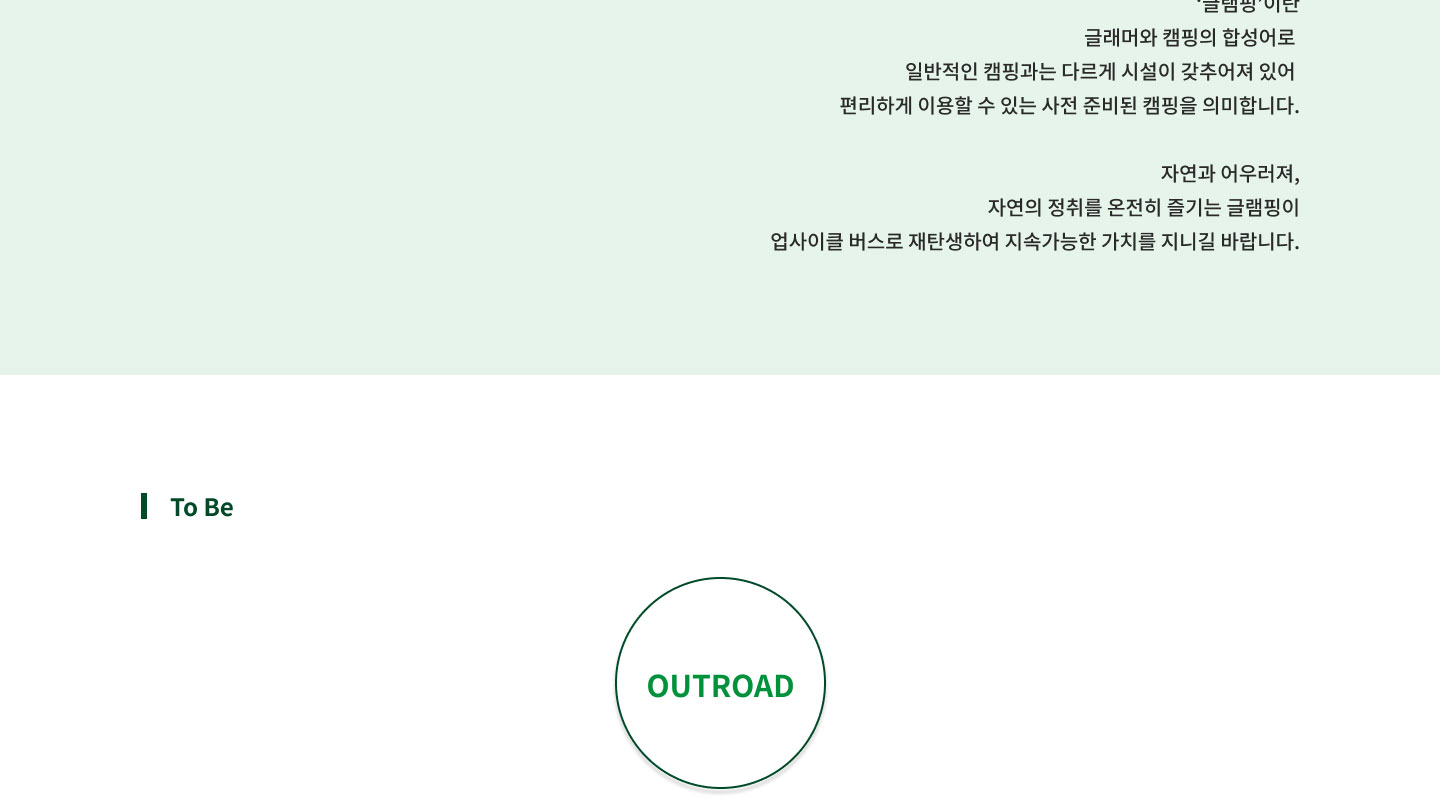 '글램핑'이란
글래머와 캠핑의 합성어로
일반적인 캠핑과는 다르게 시설이 갖추어져 있어
편리하게 이용할 수 있는 사전 준비된 캠핑을 의미합니다.
자연과 어우러져,
자연의 정취를 온전히 즐기는 글램핑이
업사이클 버스로 재탄생하여 지속가능한 가치를 지니길 바랍니다.
To Be
OUTROAD